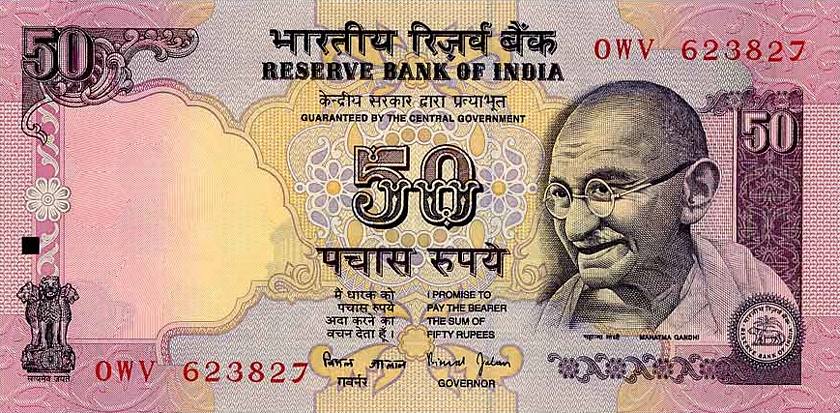 50
भारतीय रिज़र्व बैंक
RESERVE BANK OF INDIA
0WV 623827
केन्द्रीय सरकार द्वारा प्रत्याभूत
GUARANTEED BY THE CENTRAL GOVERNMENT
50
50
पचास रुपये
मैं धारक को
पचास रुपये
अदा करने का
वचन देता हूँ।
I PROMISE TO
PAY THE BEARER
THE SUM OF
FIFTY RUPEES
बिमल जालान
Bimal Jalan
गवर्नर
GOVERNOR
महात्मा गांधी
MAHATMA GANDHI
सत्यमेव जयते
0WV 623827
भारतीय रिज़र्व बैंक
RESERVE BANK OF INDIA